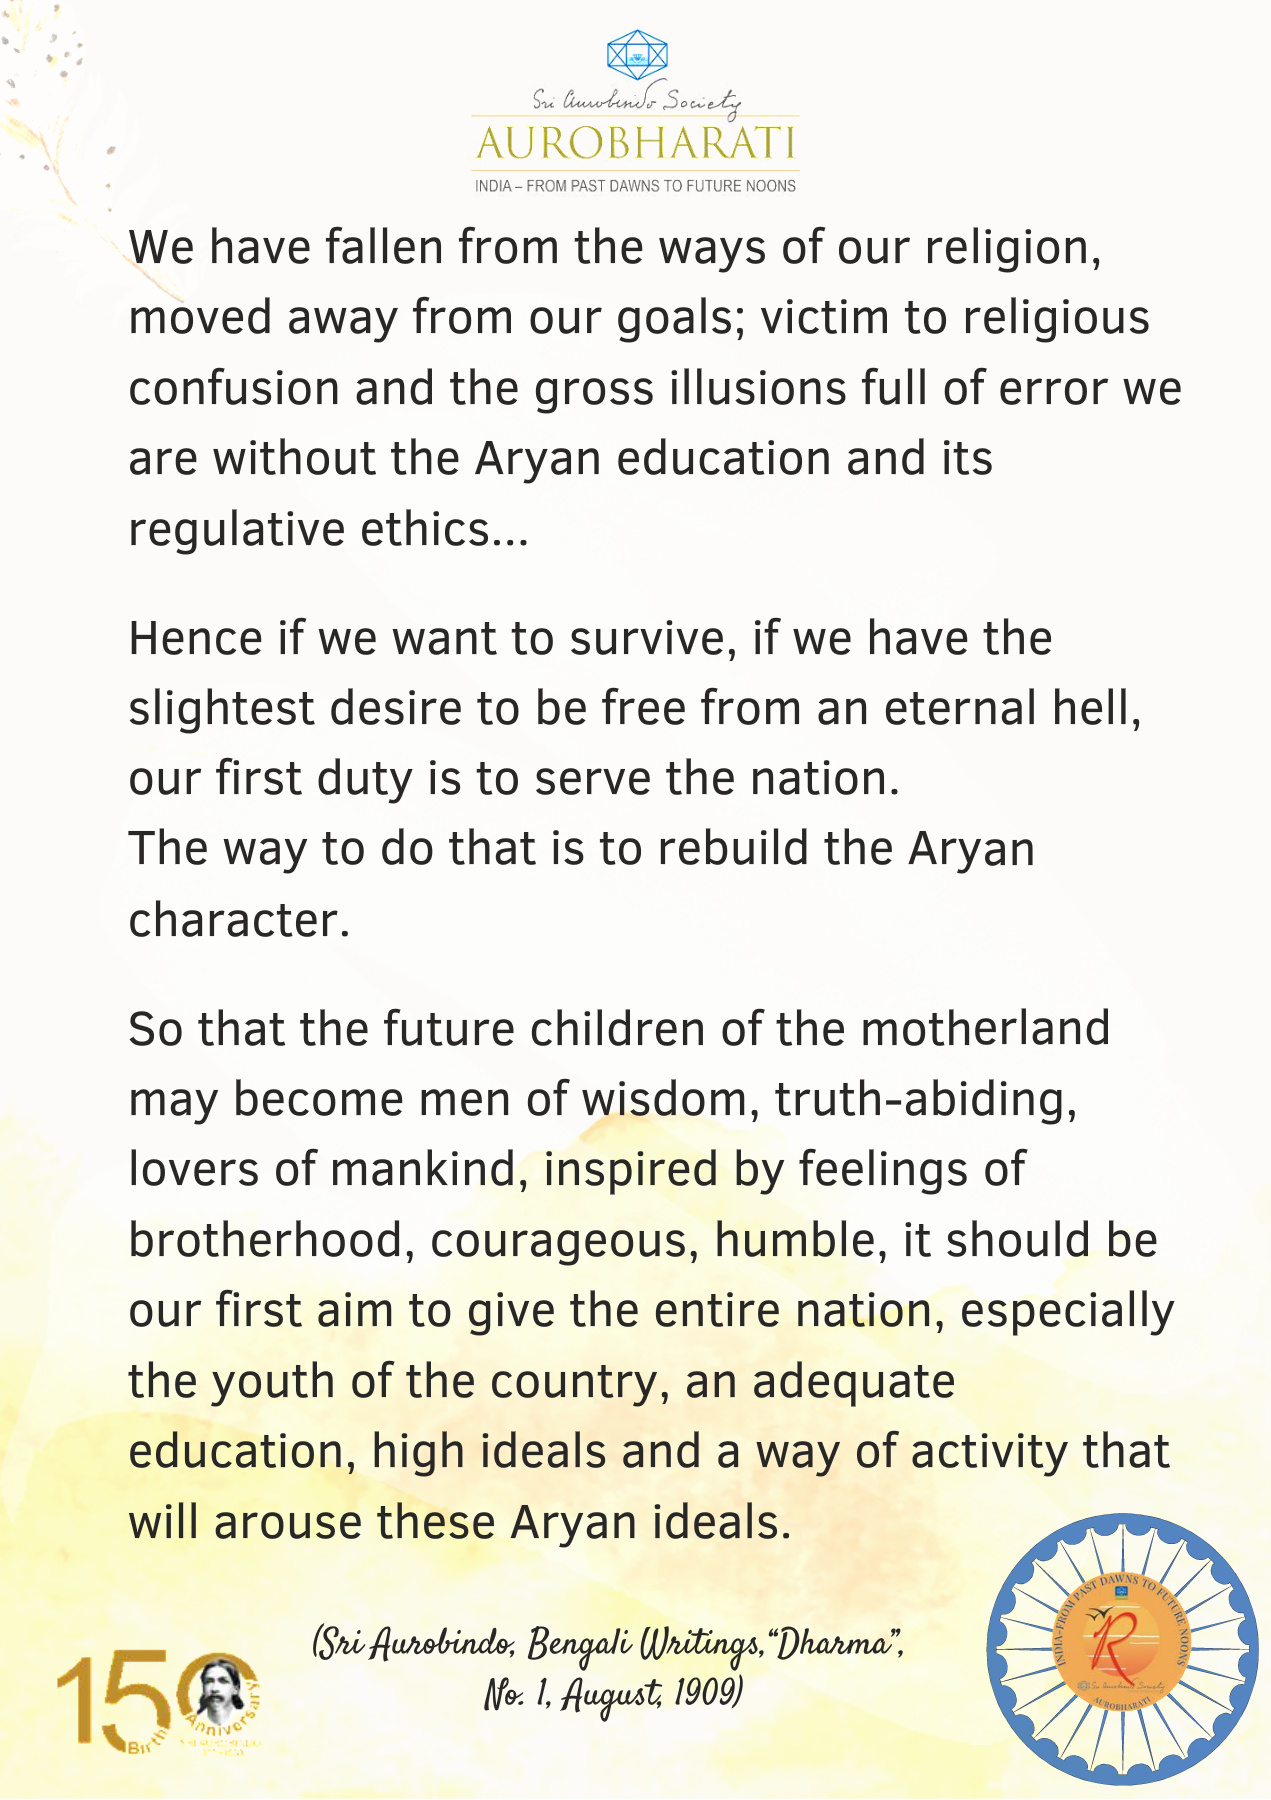 Sri Aurobindo Society
AUROBHARATI
INDIA – FROM PAST DAWNS TO FUTURE NOONS
We have fallen from the ways of our religion,
moved away from our goals; victim to religious
confusion and the gross illusions full of error we
are without the Aryan education and its
regulative ethics...
Hence if we want to survive, if we have the
slightest desire to be free from an eternal hell,
our first duty is to serve the nation.
The way to do that is to rebuild the Aryan
character.
So that the future children of the motherland
may become men of wisdom, truth-abiding,
lovers of mankind, inspired by feelings of
brotherhood, courageous, humble, it should be
our first aim to give the entire nation, especially
the youth of the country, an adequate
education, high ideals and a way of activity that
will arouse these Aryan ideals.
(Sri Aurobindo, Bengali Writings,“Dharma”,
No. 1, August, 1909)
150
Birth Anniversary
INDIA–FROM PAST DAWNS TO FUTURE NOONS
R
Sri Aurobindo Society
AUROBHARATI